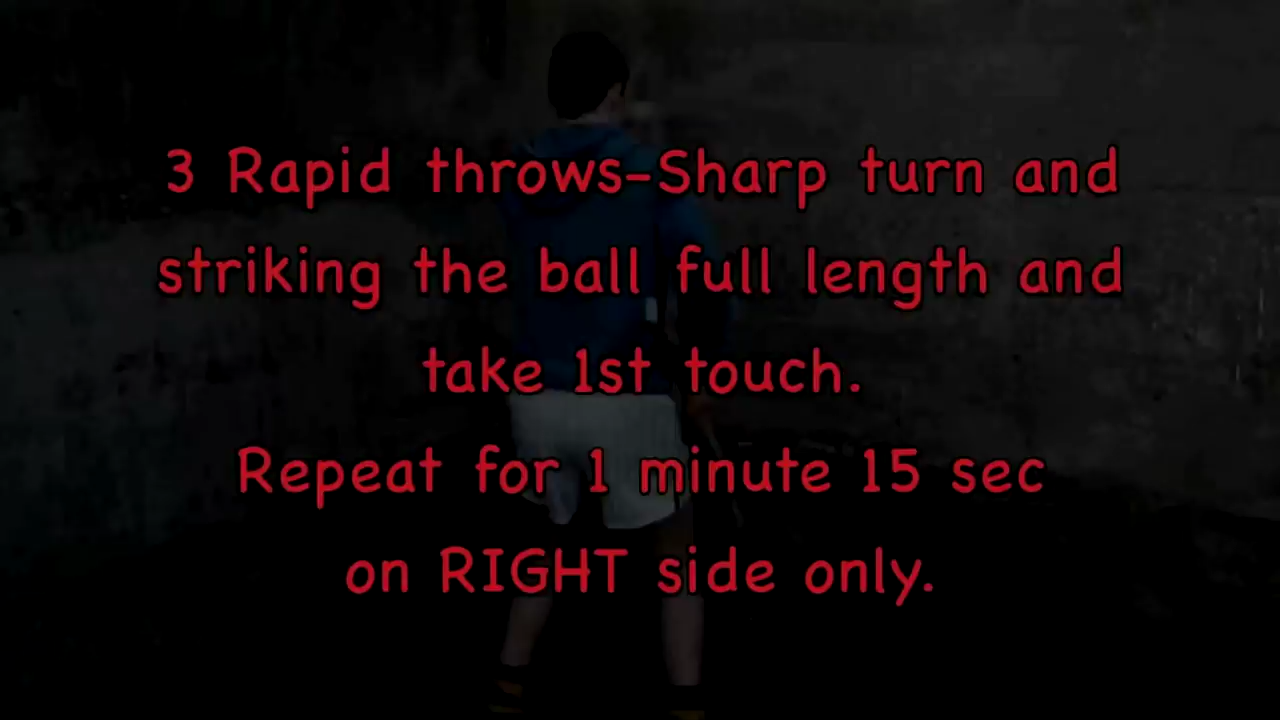 3 Rapid throws-Sharp turn and
striking the ball full length and
take 1st touch.
Repeat for 1 minute 15 sec
on RIGHT side only.